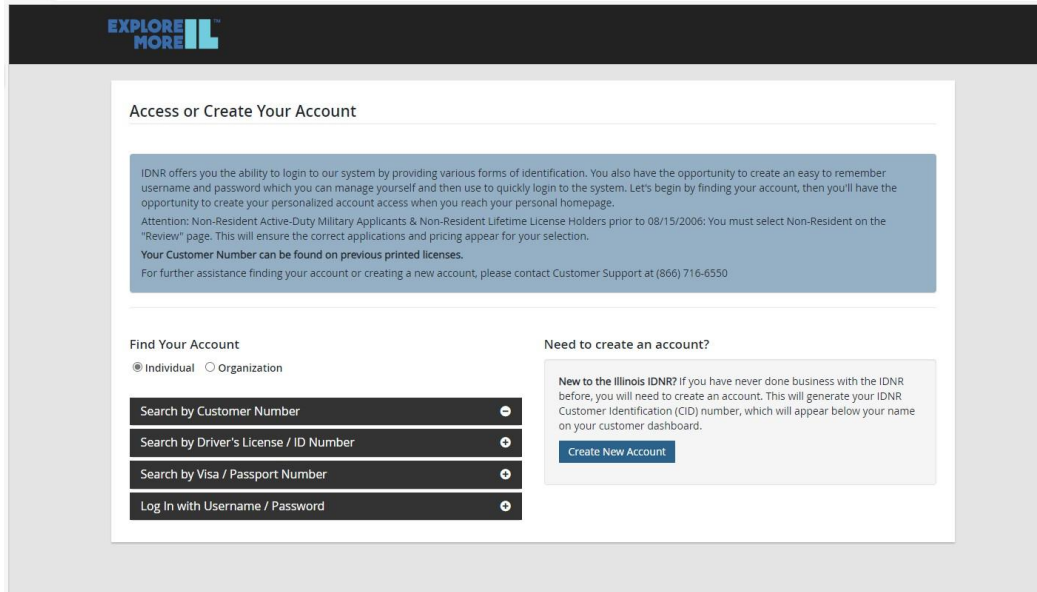 EXPLORE
MORE IL™
Access or Create Your Account
IDNR offers you the ability to login to our system by providing various forms of identification. You also have the opportunity to create an easy to remember
username and password which you can manage yourself and then use to quickly login to the system. Let's begin by finding your account, then you'll have the
opportunity to create your personalized account access when you reach your personal homepage.
Attention: Non-Resident Active-Duty Military Applicants & Non-Resident Lifetime License Holders prior to 08/15/2006: You must select Non-Resident on the
"Review" page. This will ensure the correct applications and pricing appear for your selection.
Your Customer Number can be found on previous printed licenses.
For further assistance finding your account or creating a new account, please contact Customer Support at (866) 716-6550
Find Your Account
Individual Organization
Search by Customer Number
Search by Driver's License / ID Number
Search by Visa / Passport Number
Log In with Username / Password
Need to create an account?
New to the Illinois IDNR? If you have never done business with the IDNR
before, you will need to create an account. This will generate your IDNR
Customer Identification (CID) number, which will appear below your name
on your customer dashboard.
Create New Account